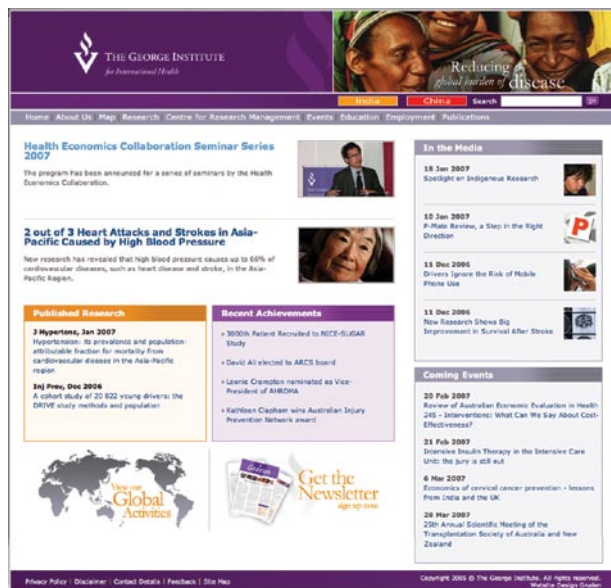 THE GEORGE INSTITUTE
for International Health
Reducing
global burden of disease
India China Search
Home About Us Map Research Centre for Research Management Events Education Employment Publications
Health Economics Collaboration Seminar Series
2007
The program has been announced for a series of seminars by the Health
Economics Collaboration.
2 out of 3 Heart Attacks and Strokes in Asia-
Pacific Caused by High Blood Pressure
New research has revealed that high blood pressure causes up to 66% of
cardiovascular diseases, such as heart disease and stroke, in the Asia-
Pacific Region.
Published Research
J Hypertens, Jan 2007
Hypertension: its prevalence and population-
attributable fraction for mortality from
cardiovascular disease in the Asia-Pacific
region
Inj Prev, Dec 2006
A cohort study of 20 822 young drivers: the
DRIVE study methods and population
Recent Achievements
3000th Patient Recruited to NICE-SUGAR
Study
David Ali elected to ARCS board
Leonie Crampton nominated as Vice-
President of AHRDMA
Kathleen Clapham wins Australian Injury
Prevention Network award
View our
Global
Activities
Get the
Newsletter
sign up now
In the Media
18 Jan 2007
Spotlight on Indigenous Research
10 Jan 2007
P-Plate Review, a Step in the Right
Direction
P
11 Dec 2006
Drivers Ignore the Risk of Mobile
Phone Use
11 Dec 2006
New Research Shows Big
Improvement in Survival After Stroke
Coming Events
20 Feb 2007
Review of Australian Economic Evaluation in Health
245 - Interventions: What Can We Say About Cost-
Effectiveness?
21 Feb 2007
Intensive Insulin Therapy in the Intensive Care
Unit: the jury is still out
6 Mar 2007
Economics of cervical cancer prevention - lessons
from India and the UK
28 Mar 2007
25th Annual Scientific Meeting of the
Transplantation Society of Australia and New
Zealand
Privacy Policy | Disclaimer | Contact Details | Feedback | Site Map
Copyright 2005 © The George Institute. All rights reserved.
Website Design